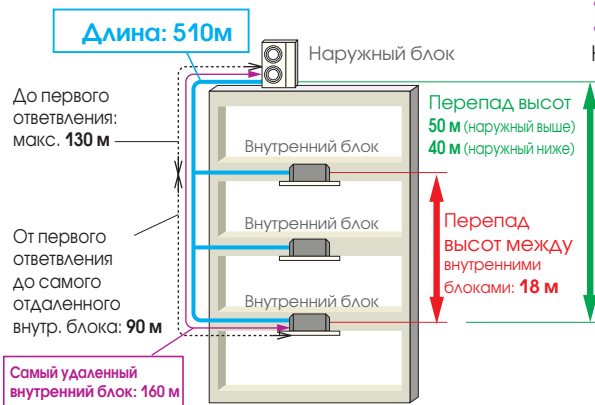 Длина: 510м
Наружный блок
До первого
ответвления:
макс. 130 м
Перепад высот
50 м (наружный выше)
40 м (наружный ниже)
Внутренний блок
Внутренний блок
Перепад
высот между
внутренними
блоками: 18 м
От первого
ответвления
до самого
отдаленного
внутр. блока: 90 м
Внутренний блок
Самый удаленный
внутренний блок: 160 м